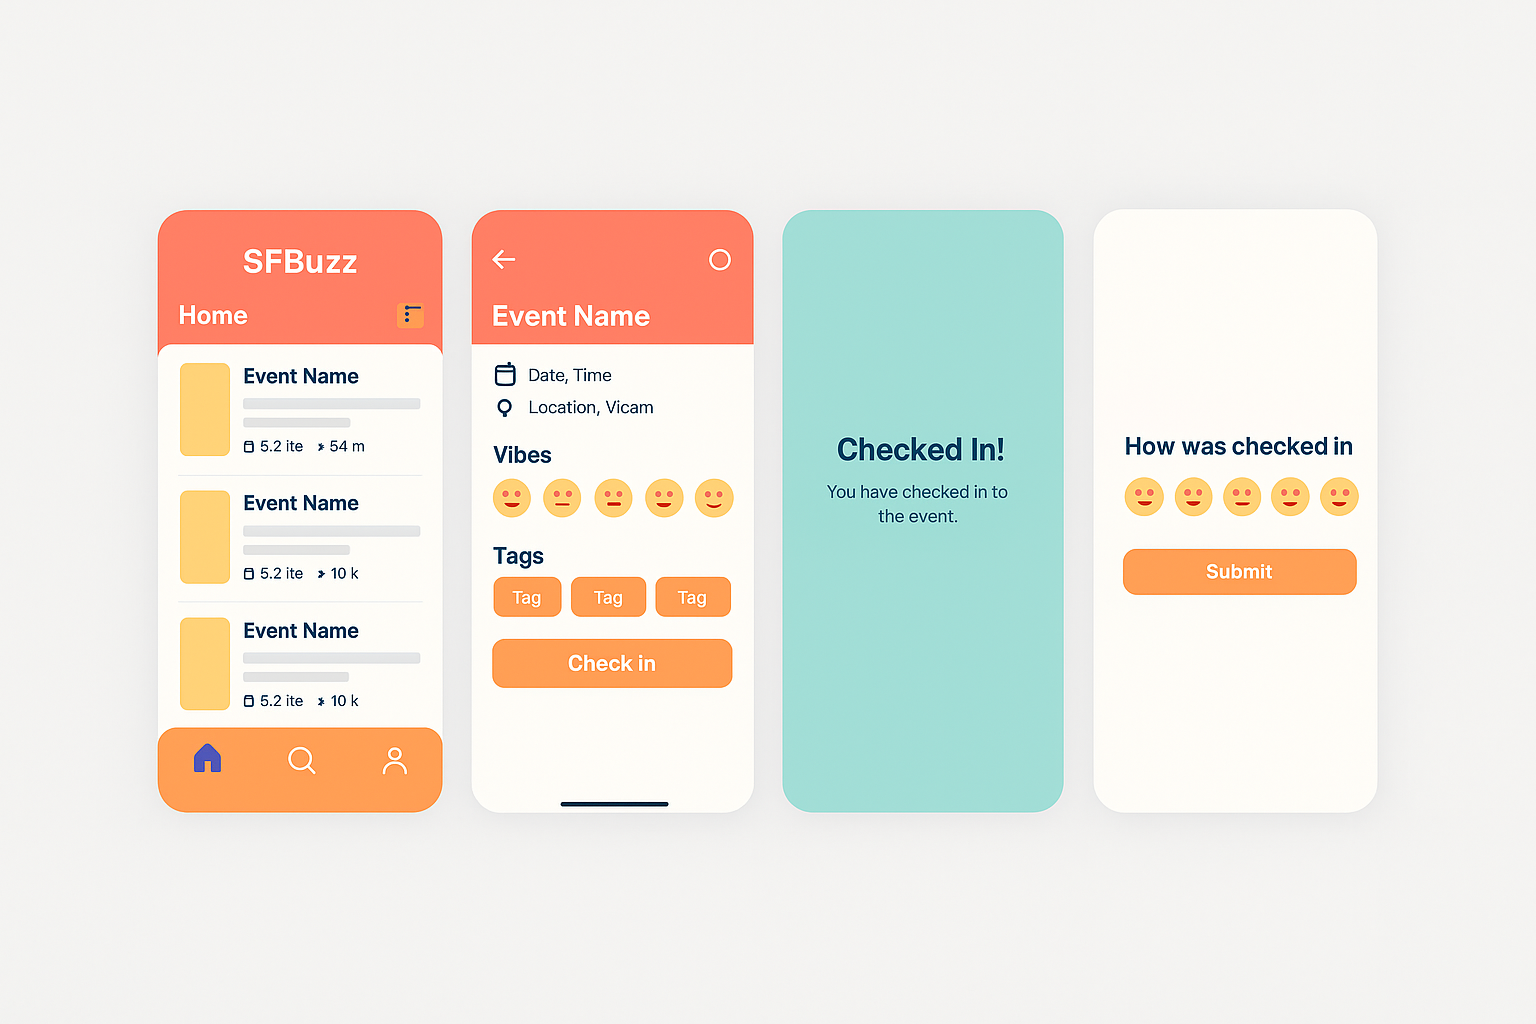 SFBuzz
Home
Event Name
5.2 ite 54 m
Event Name
5.2 ite 10 k
Event Name
5.2 ite 10 k
Event Name
Date, Time
Location, Vicam
Vibes
Tags
Tag Tag Tag
Check in
Checked In!
You have checked in to
the event.
How was checked in
Submit